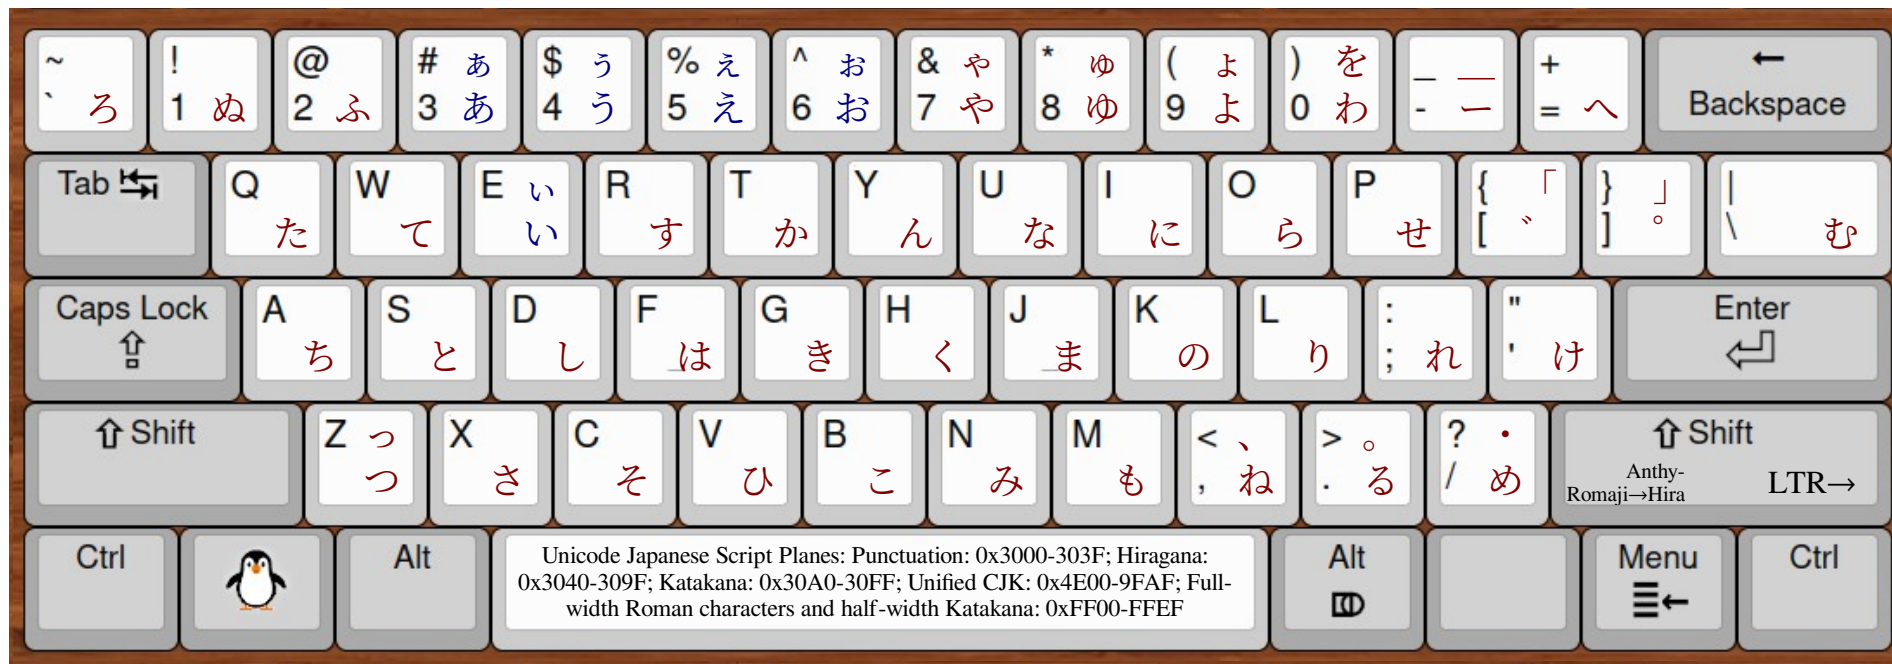 ~ ! @ # ぁ $ ぅ % ぇ ^ ぉ & ゃ * ゅ ( ょ ) を _ — + ←
` ろ 1 ぬ 2 ふ 3 あ 4 う 5 え 6 お 7 や 8 ゆ 9 よ 0 わ - ー = へ Backspace
Tab Q W E ぃ R T Y U I O P { 「 } 」 |
た て い す か ん な に ら せ [ ゛ ] ゜ \ む
Caps Lock A S D F G H J K L : " Enter
⇪ ち と し _は き く _ま の り ; れ ' け
⇧ Shift Z っ X C V B N M < 、 > 。 ? ・ ⇧ Shift
つ さ そ ひ こ み も , ね . る / め Anthy-
Romaji→Hira LTR→
Ctrl Alt Unicode Japanese Script Planes: Punctuation: 0x3000-303F; Hiragana: Alt Menu Ctrl
0x3040-309F; Katakana: 0x30A0-30FF; Unified CJK: 0x4E00-9FAF; Full-
width Roman characters and half-width Katakana: 0xFF00-FFEF